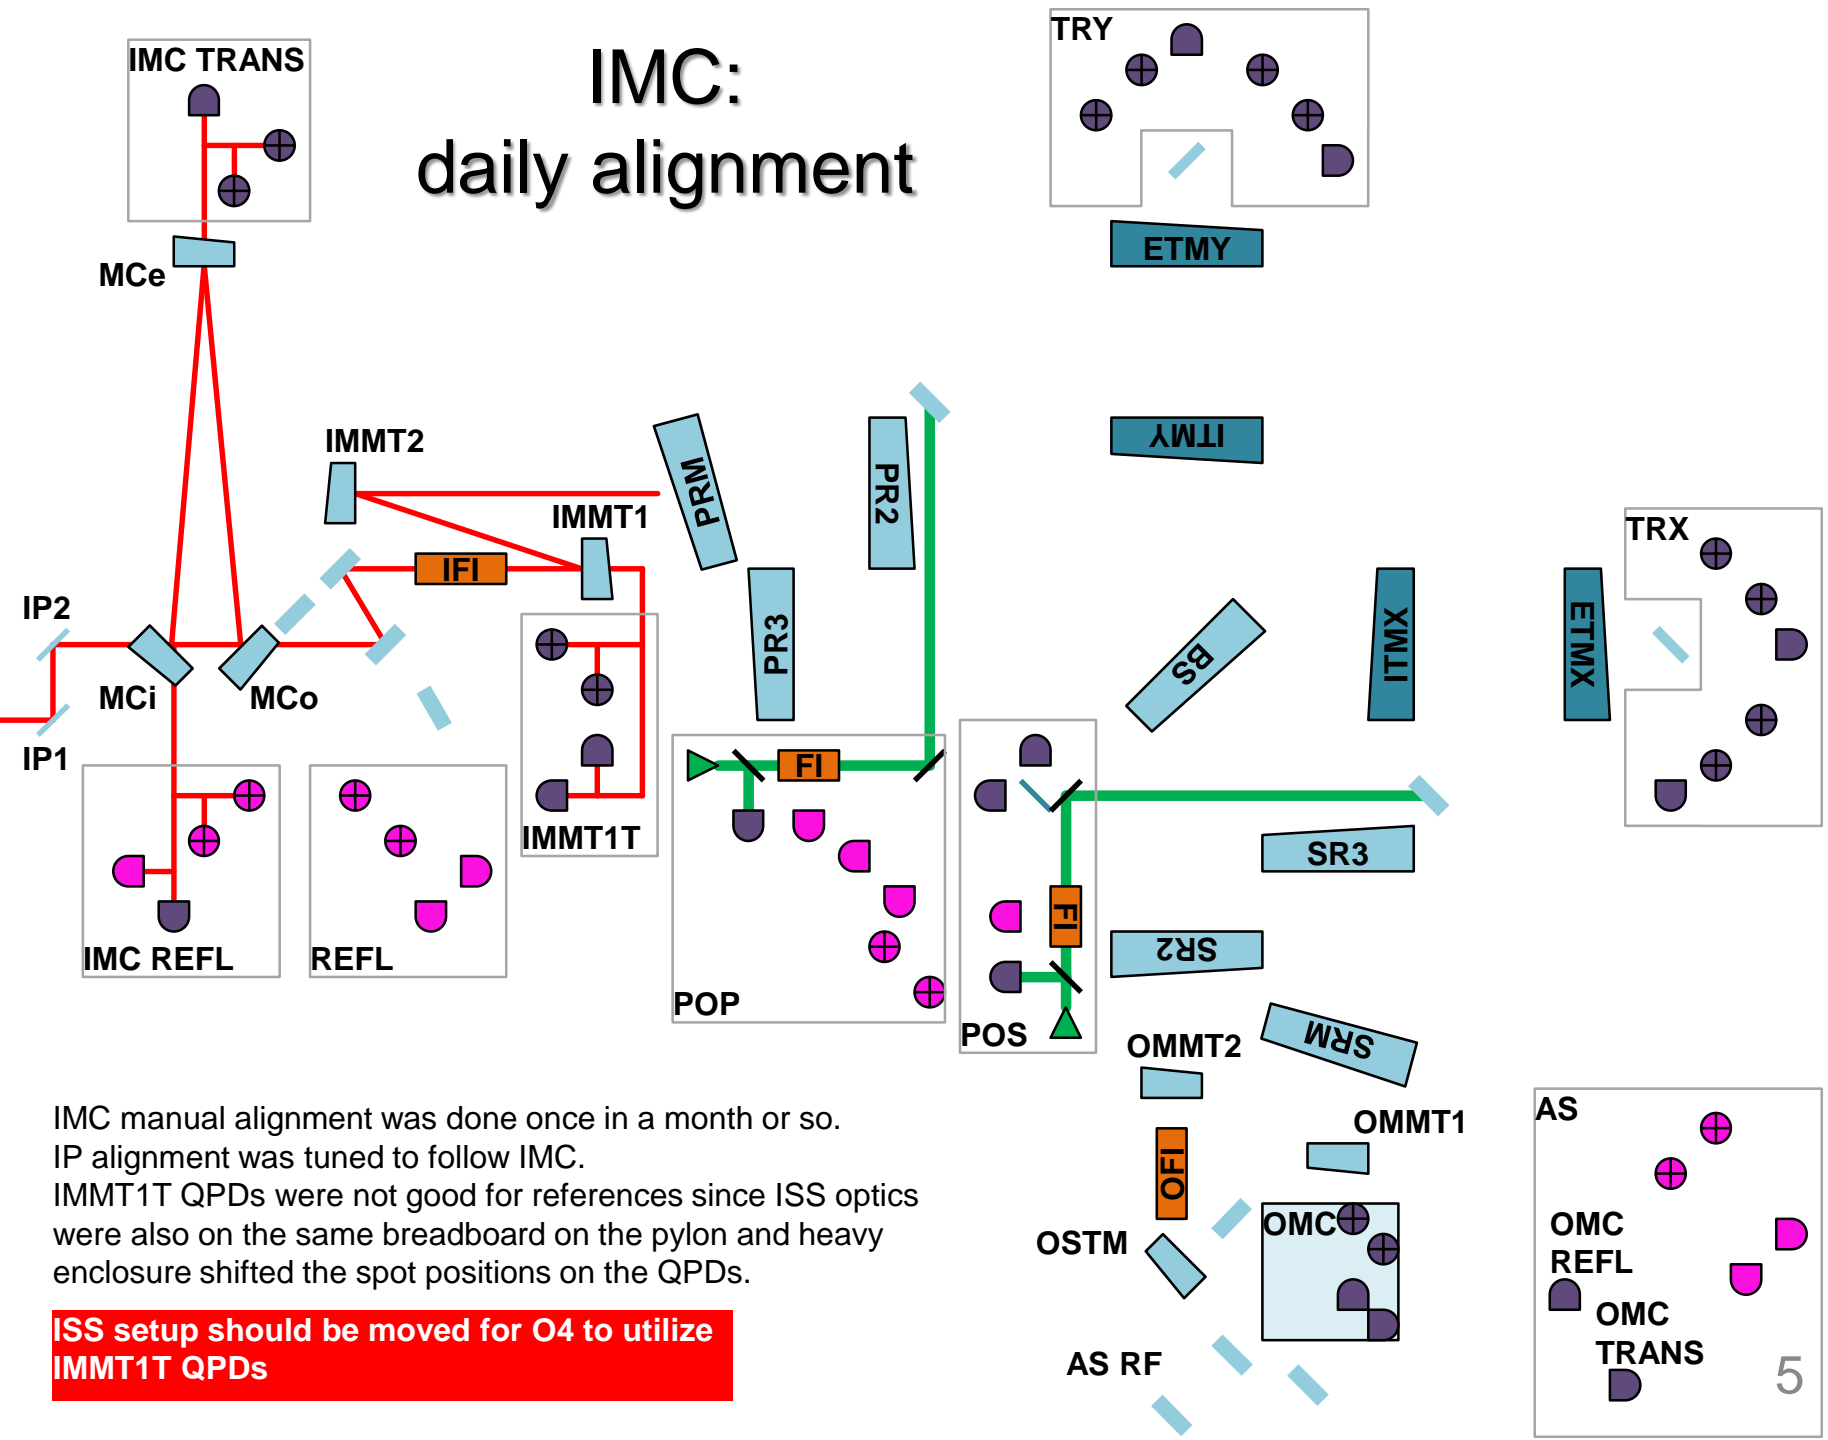 IMC:
daily alignment
IMC TRANS
TRY
MCe
ETMY
IMMT2
PRM
PR2
ITMY
IMMT1
TRX
IFI
IP2
PR3
BS
ITMX
ETMX
MCi
MCo
IP1
FI
IMMT1T
SR3
FI
IMC REFL
REFL
SR2
POP
POS
SRM
OMMT2
IMC manual alignment was done once in a month or so.
IP alignment was tuned to follow IMC.
IMMT1T QPDs were not good for references since ISS optics
were also on the same breadboard on the pylon and heavy
enclosure shifted the spot positions on the QPDs.
ISS setup should be moved for O4 to utilize
IMMT1T QPDs
OMMT1
AS
OFI
OMC
OSTM
OMC
REFL
OMC
TRANS
AS RF
5